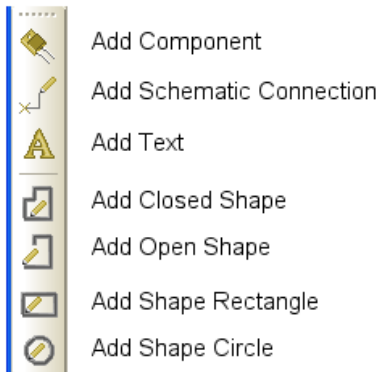 Add Component
Add Schematic Connection
Add Text
Add Closed Shape
Add Open Shape
Add Shape Rectangle
Add Shape Circle